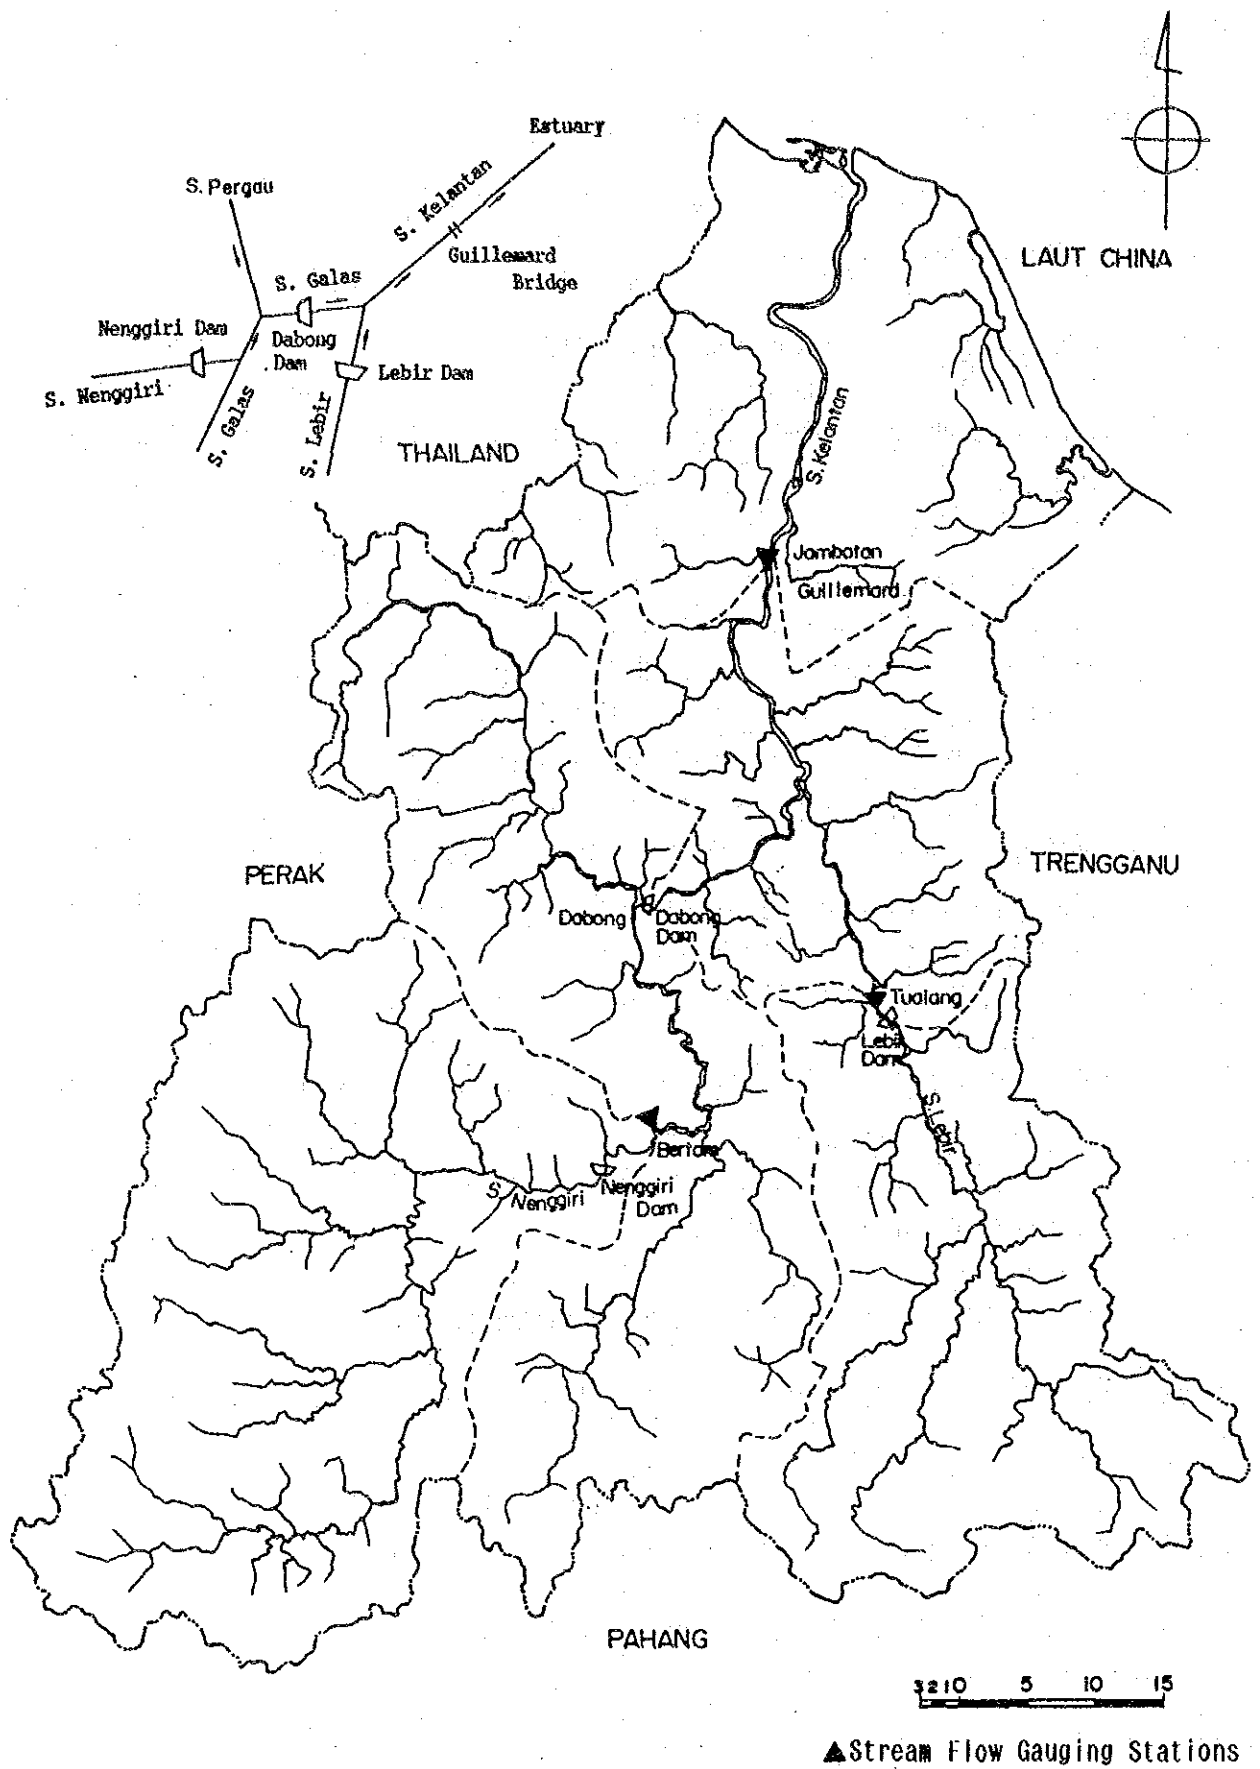 Estuary
S. Pergau
S. Kelantan
Guillemard
Bridge
S. Galas
Nenggiri Dam
Dabong
Dam
S. Nenggiri
Lebir Dam
S. Galas
S. Lebir
LAUT CHINA
THAILAND
S. Kelantan
Jambatan
Guillemard
PERAK
TRENGGANU
Dabong
Dabong
Dam
Tualang
Lebir
Dam
S. Lebir
Bertam
S. Nenggiri
Nenggiri
Dam
PAHANG
3 2 1 0 5 10 15
Stream Flow Gauging Stations